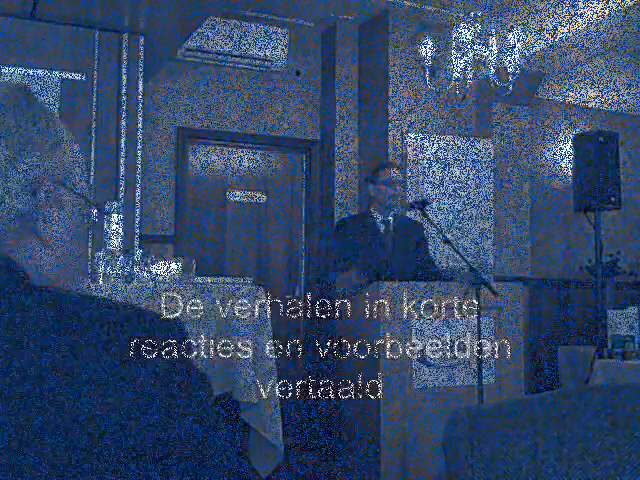 De verhalen in korte
reacties en voorbeelden
vertaald